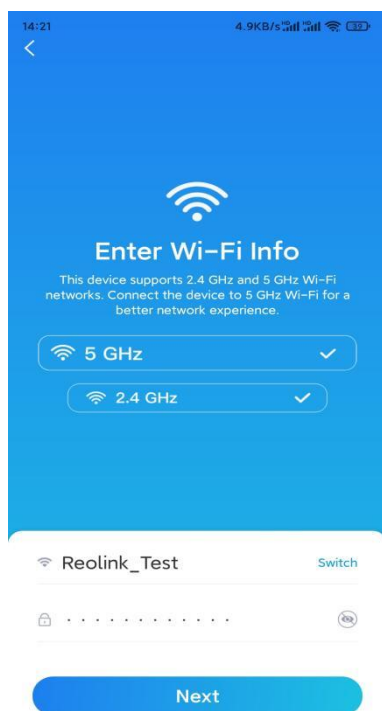 14:21 4.9KB/s HD HD 39
Enter Wi-Fi Info
This device supports 2.4 GHz and 5 GHz Wi-Fi
networks. Connect the device to 5 GHz Wi-Fi for a
better network experience.
5 GHz
2.4 GHz
Reolink_Test Switch
············
Next